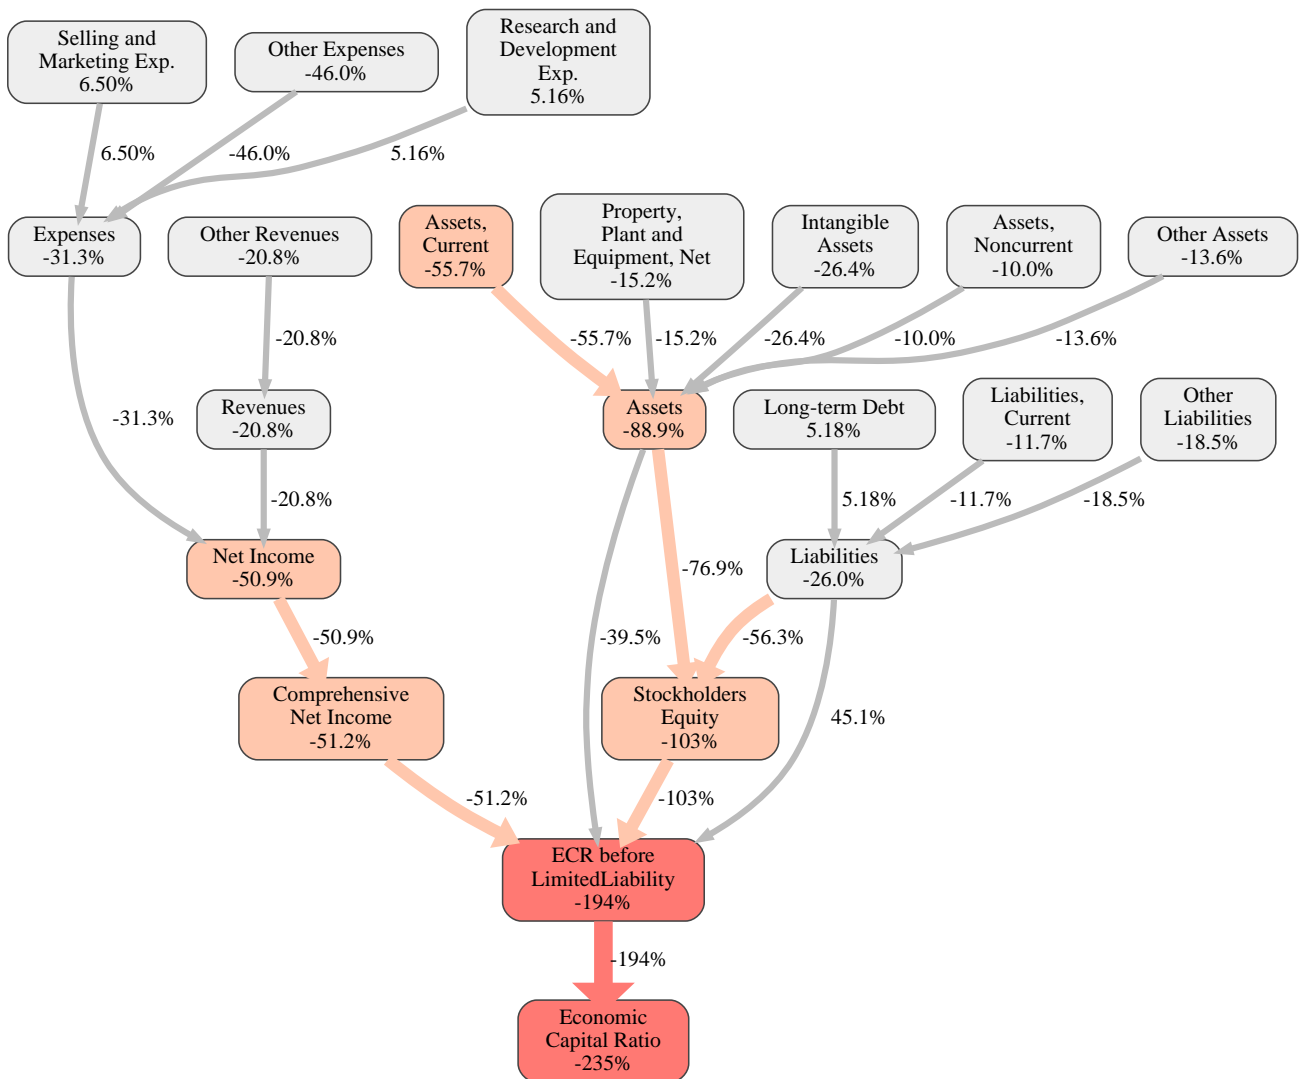 Selling and
Marketing Exp.
6.50%
Other Expenses
-46.0%
Research and
Development
Exp.
5.16%
6.50%
-46.0%
5.16%
Expenses
-31.3%
Other Revenues
-20.8%
Assets,
Current
-55.7%
Property,
Plant and
Equipment, Net
-15.2%
Intangible
Assets
-26.4%
Assets,
Noncurrent
-10.0%
Other Assets
-13.6%
-20.8%
-55.7%
-15.2%
-26.4%
-10.0%
-13.6%
-31.3%
Revenues
-20.8%
Assets
-88.9%
Long-term Debt
5.18%
Liabilities,
Current
-11.7%
Other
Liabilities
-18.5%
-20.8%
5.18%
-11.7%
-18.5%
Net Income
-50.9%
-76.9%
Liabilities
-26.0%
-50.9%
-39.5%
-56.3%
Comprehensive
Net Income
-51.2%
Stockholders
Equity
-103%
45.1%
-51.2%
-103%
ECR before
LimitedLiability
-194%
-194%
Economic
Capital Ratio
-235%